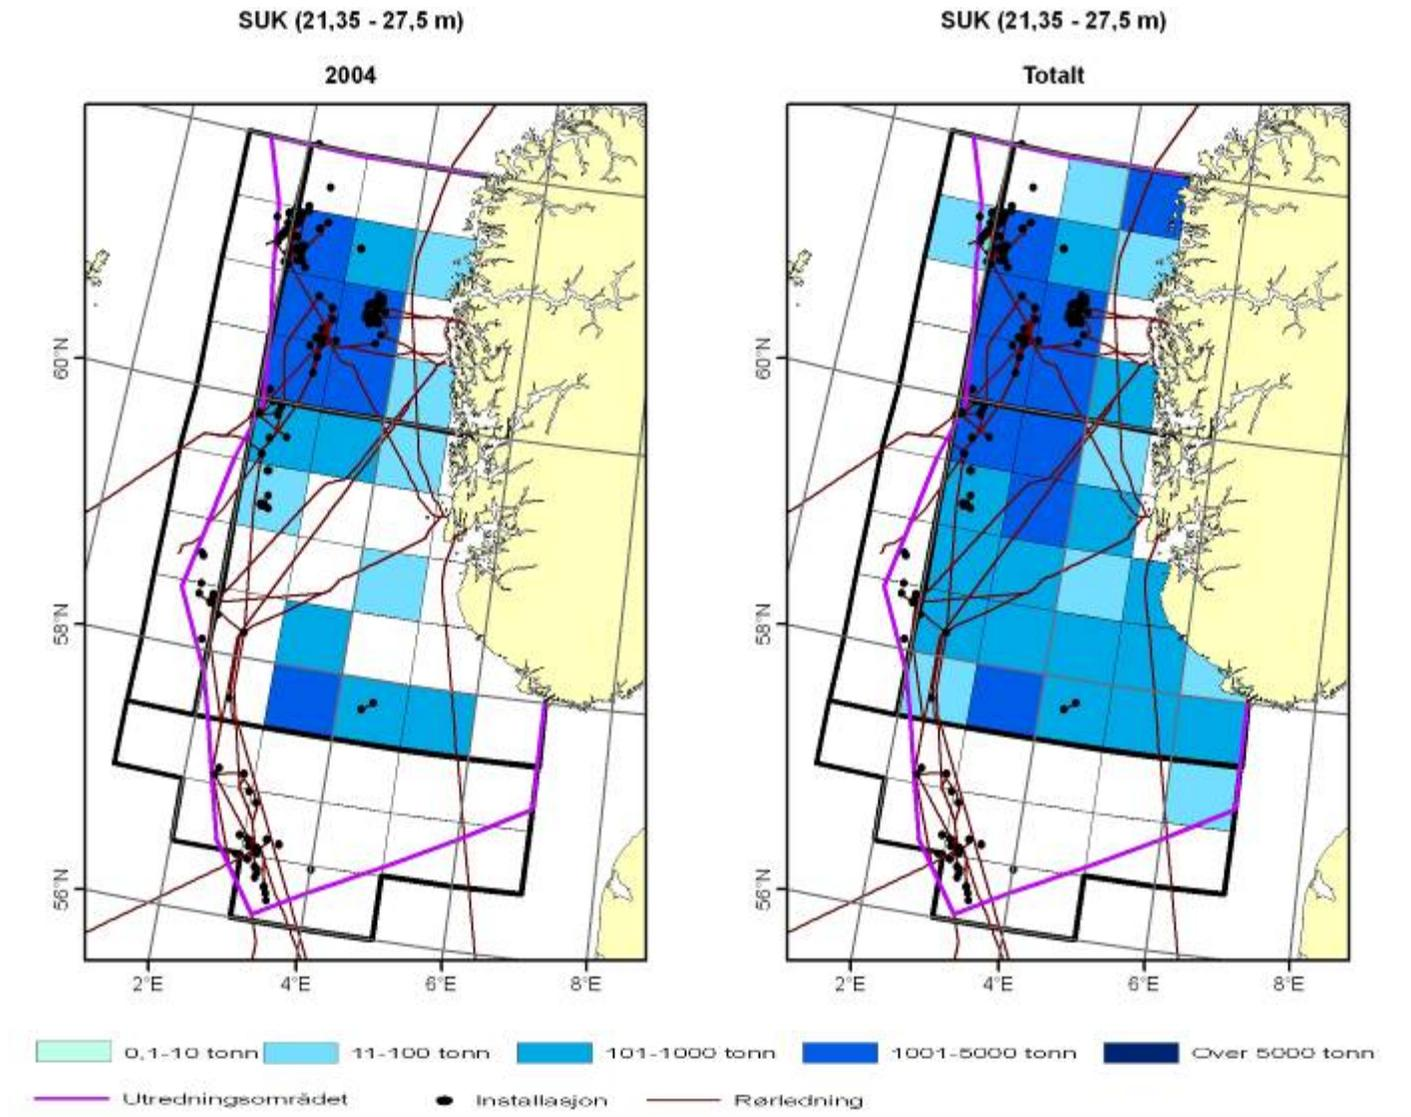 SUK (21,35 - 27,5 m) SUK (21,35 - 27,5 m)
2004 Totalt
60°N 60°N
58°N 58°N
56°N 56°N
2°E 4°E 6°E 8°E 2°E 4°E 6°E 8°E
0,1-10 tonn 11-100 tonn 101-1000 tonn 1001-5000 tonn Over 5000 tonn
Utredningsområdet Installasjon Rørledning